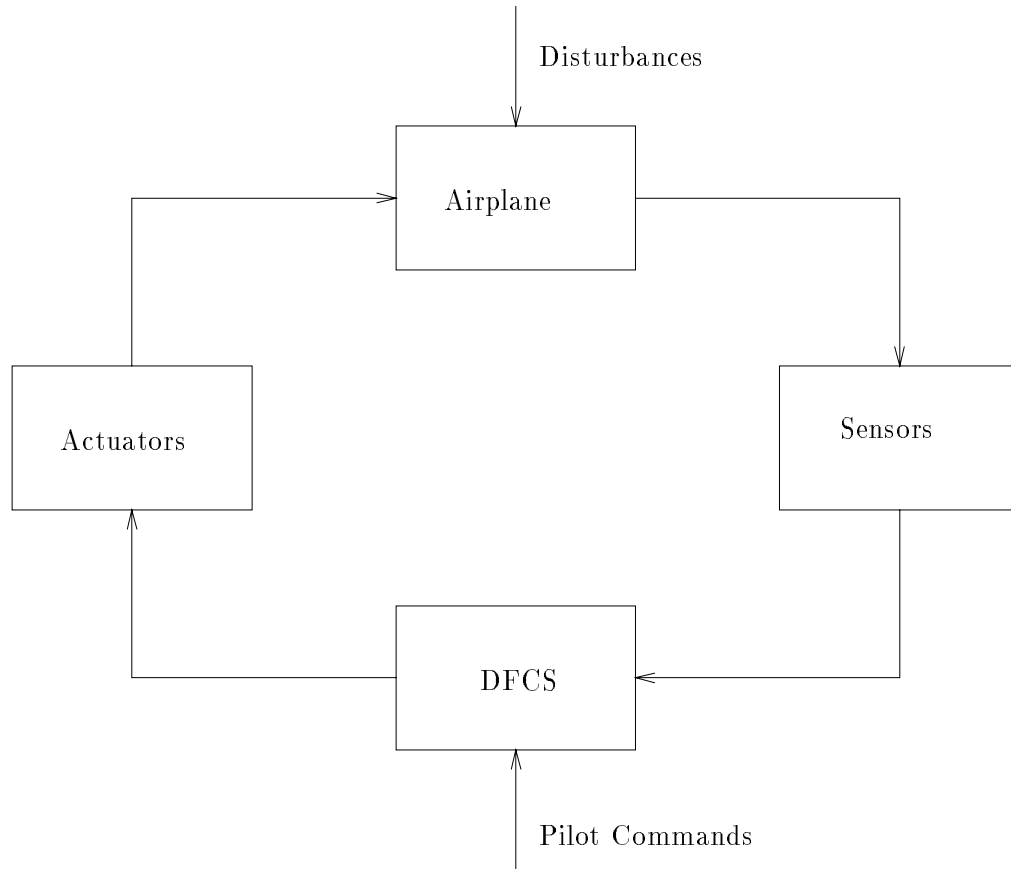 Disturbances
Airplane
Actuators
Sensors
DFCS
Pilot Commands